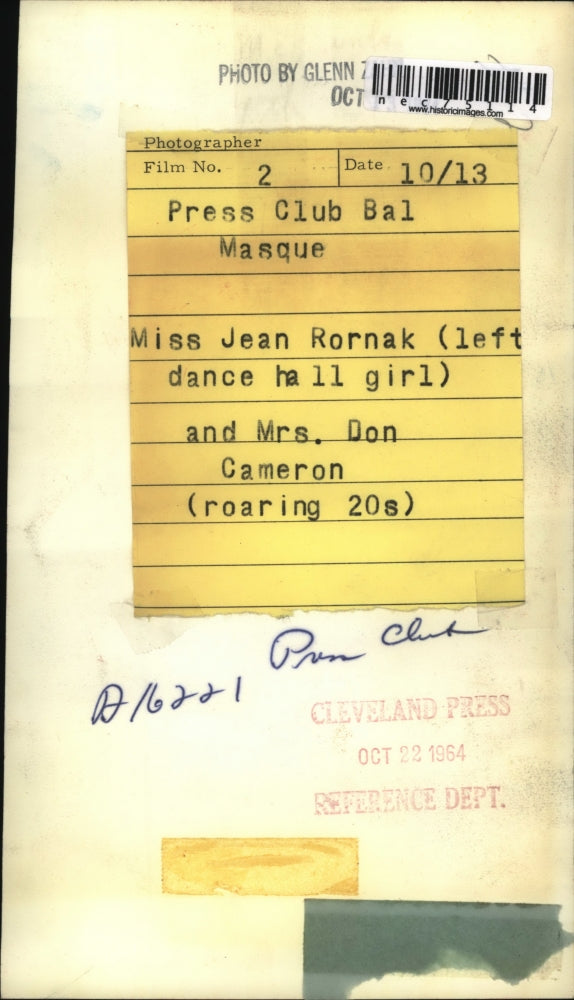 PHOTO BY GLENN
OCT
nec75114
www.historicimages.com
Photographer
Film No. 2 Date 10/13
Press Club Bal
Masque
Miss Jean Rornak (left
dance hall girl)
and Mrs. Don
Cameron
(roaring 20s)
Press Club
A16221
CLEVELAND PRESS
OCT 22 1964
REFERENCE DEPT.